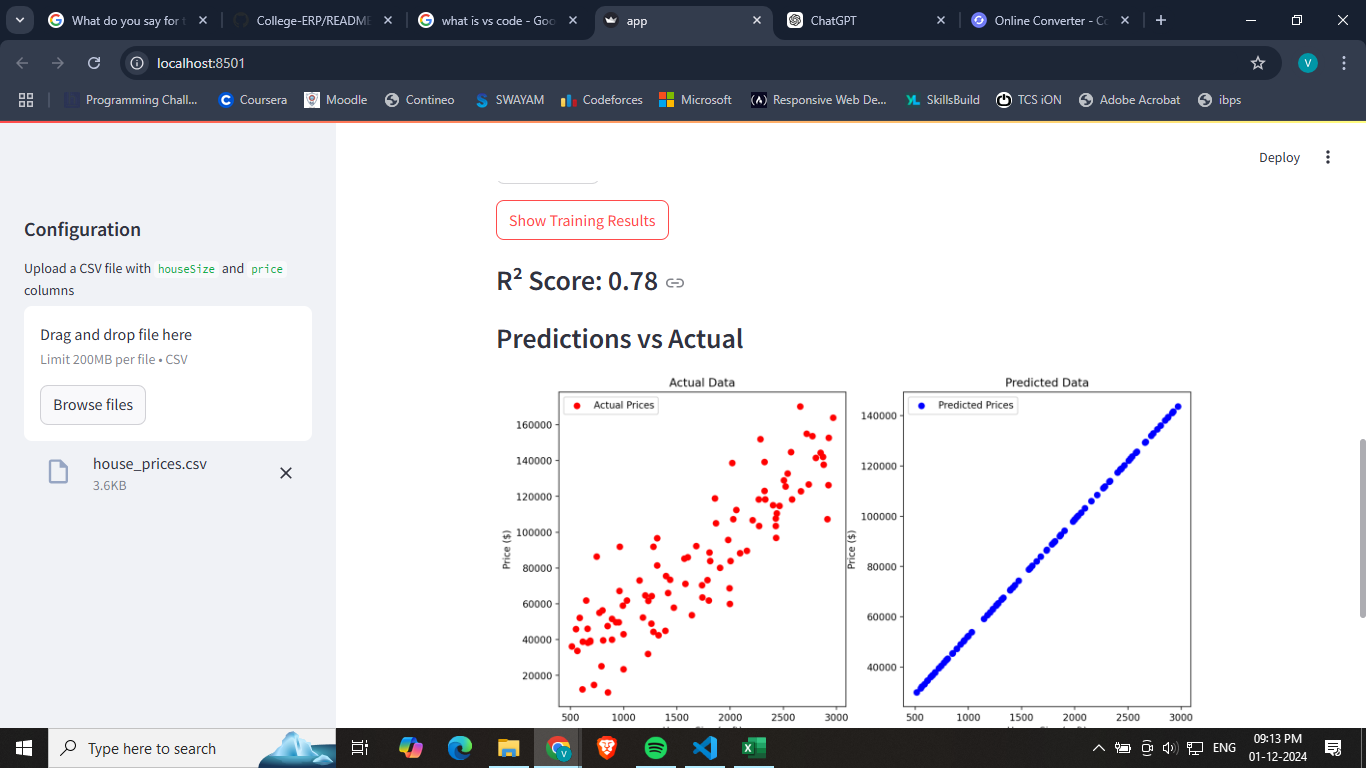 What do you say for t
College-ERP/README
what is vs code - Goo
app
ChatGPT
Online Converter - Co
localhost:8501
V
Programming Chall...
Coursera
Moodle
Contineo
SWAYAM
Codeforces
Microsoft
Responsive Web De...
SkillsBuild
TCS iON
Adobe Acrobat
ibps
Deploy
Configuration
Upload a CSV file with houseSize and price
columns
Drag and drop file here
Limit 200MB per file • CSV
Browse files
house_prices.csv
3.6KB
Show Training Results
R² Score: 0.78
Predictions vs Actual
Actual Data
Actual Prices
Price ($)
160000
140000
120000
100000
80000
60000
40000
20000
500 1000 1500 2000 2500 3000
Predicted Data
Predicted Prices
Price ($)
140000
120000
100000
80000
60000
40000
500 1000 1500 2000 2500 3000
Type here to search
V
ENG
09:13 PM
01-12-2024